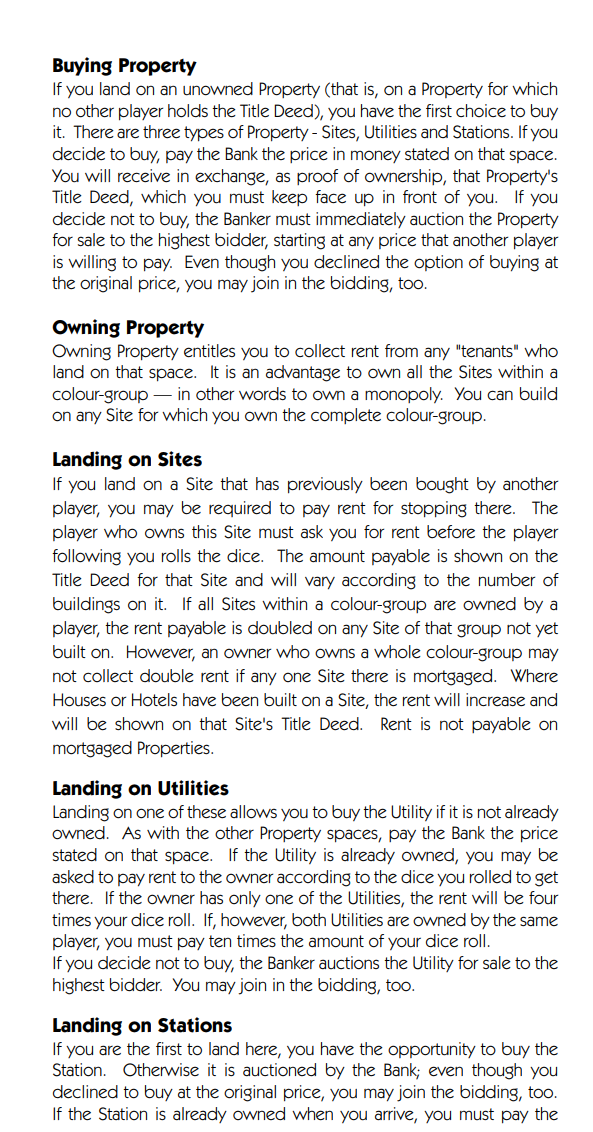 Buying Property
If you land on an unowned Property (that is, on a Property for which
no other player holds the Title Deed), you have the first choice to buy
it. There are three types of Property - Sites, Utilities and Stations. If you
decide to buy, pay the Bank the price in money stated on that space.
You will receive in exchange, as proof of ownership, that Property's
Title Deed, which you must keep face up in front of you. If you
decide not to buy, the Banker must immediately auction the Property
for sale to the highest bidder, starting at any price that another player
is willing to pay. Even though you declined the option of buying at
the original price, you may join in the bidding, too.
Owning Property
Owning Property entitles you to collect rent from any "tenants" who
land on that space. It is an advantage to own all the Sites within a
colour-group — in other words to own a monopoly. You can build
on any Site for which you own the complete colour-group.
Landing on Sites
If you land on a Site that has previously been bought by another
player, you may be required to pay rent for stopping there. The
player who owns this Site must ask you for rent before the player
following you rolls the dice. The amount payable is shown on the
Title Deed for that Site and will vary according to the number of
buildings on it. If all Sites within a colour-group are owned by a
player, the rent payable is doubled on any Site of that group not yet
built on. However, an owner who owns a whole colour-group may
not collect double rent if any one Site there is mortgaged. Where
Houses or Hotels have been built on a Site, the rent will increase and
will be shown on that Site's Title Deed. Rent is not payable on
mortgaged Properties.
Landing on Utilities
Landing on one of these allows you to buy the Utility if it is not already
owned. As with the other Property spaces, pay the Bank the price
stated on that space. If the Utility is already owned, you may be
asked to pay rent to the owner according to the dice you rolled to get
there. If the owner has only one of the Utilities, the rent will be four
times your dice roll. If, however, both Utilities are owned by the same
player, you must pay ten times the amount of your dice roll.
If you decide not to buy, the Banker auctions the Utility for sale to the
highest bidder. You may join in the bidding, too.
Landing on Stations
If you are the first to land here, you have the opportunity to buy the
Station. Otherwise it is auctioned by the Bank; even though you
declined to buy at the original price, you may join the bidding, too.
If the Station is already owned when you arrive, you must pay the